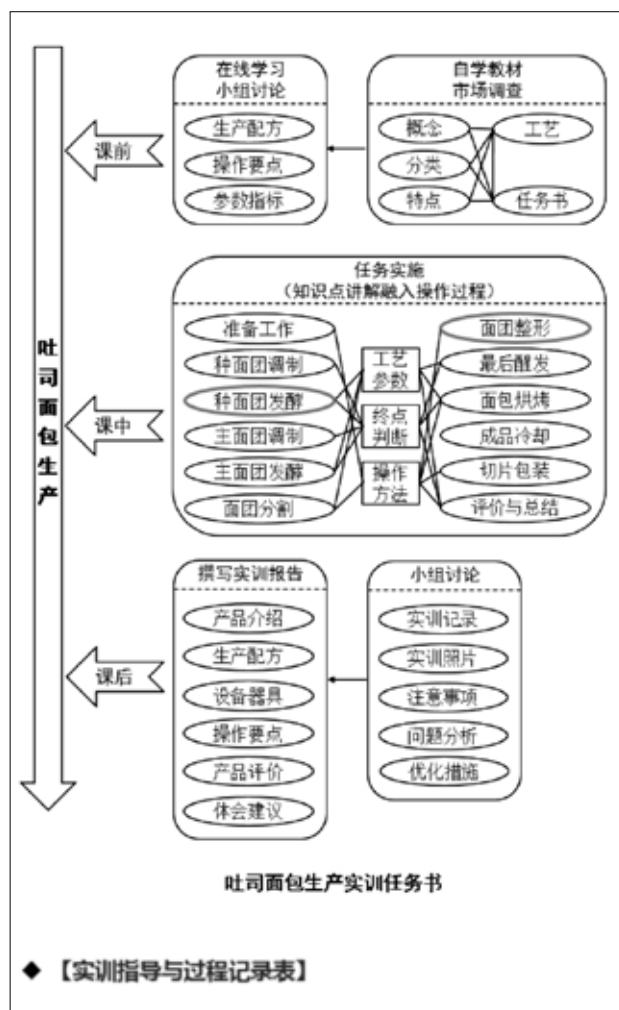 吐司面包生产
课前
在线学习
小组讨论
生产配方
操作要点
参数指标
自学教材
市场调查
概念
分类
特点
工艺
任务书
课中
任务实施
（知识点讲解融入操作过程）
准备工作
种面团调制
种面团发酵
主面团调制
主面团发酵
面团分割
工艺
参数
终点
判断
操作
方法
面团整形
最后醒发
面包烘烤
成品冷却
切片包装
评价与总结
课后
撰写实训报告
产品介绍
生产配方
设备器具
操作要点
产品评价
体会建议
小组讨论
实训记录
实训照片
注意事项
问题分析
优化措施
吐司面包生产实训任务书
◆ 【实训指导与过程记录表】